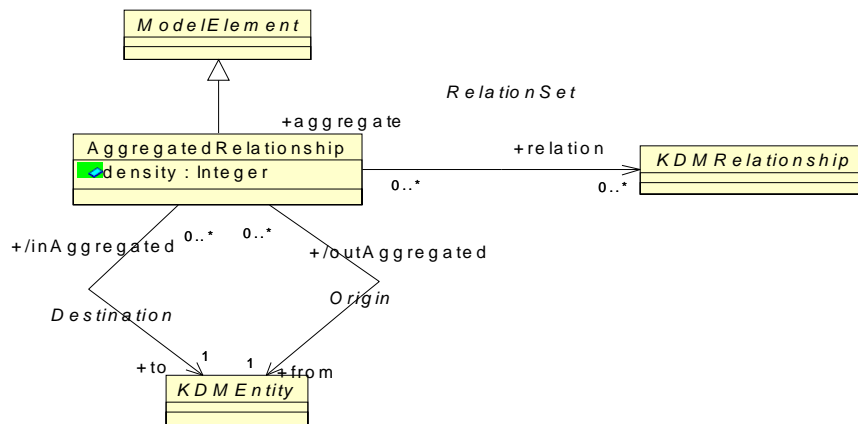 ModelElement
RelationSet
+aggregate
AggregatedRelationship
+relation
KDMRelationship
density : Integer
0..*
0..*
0..*
0..*
+/inAggregated
+/outAggregated
Origin
Destination
1
1
+to
+from
KDMEntity